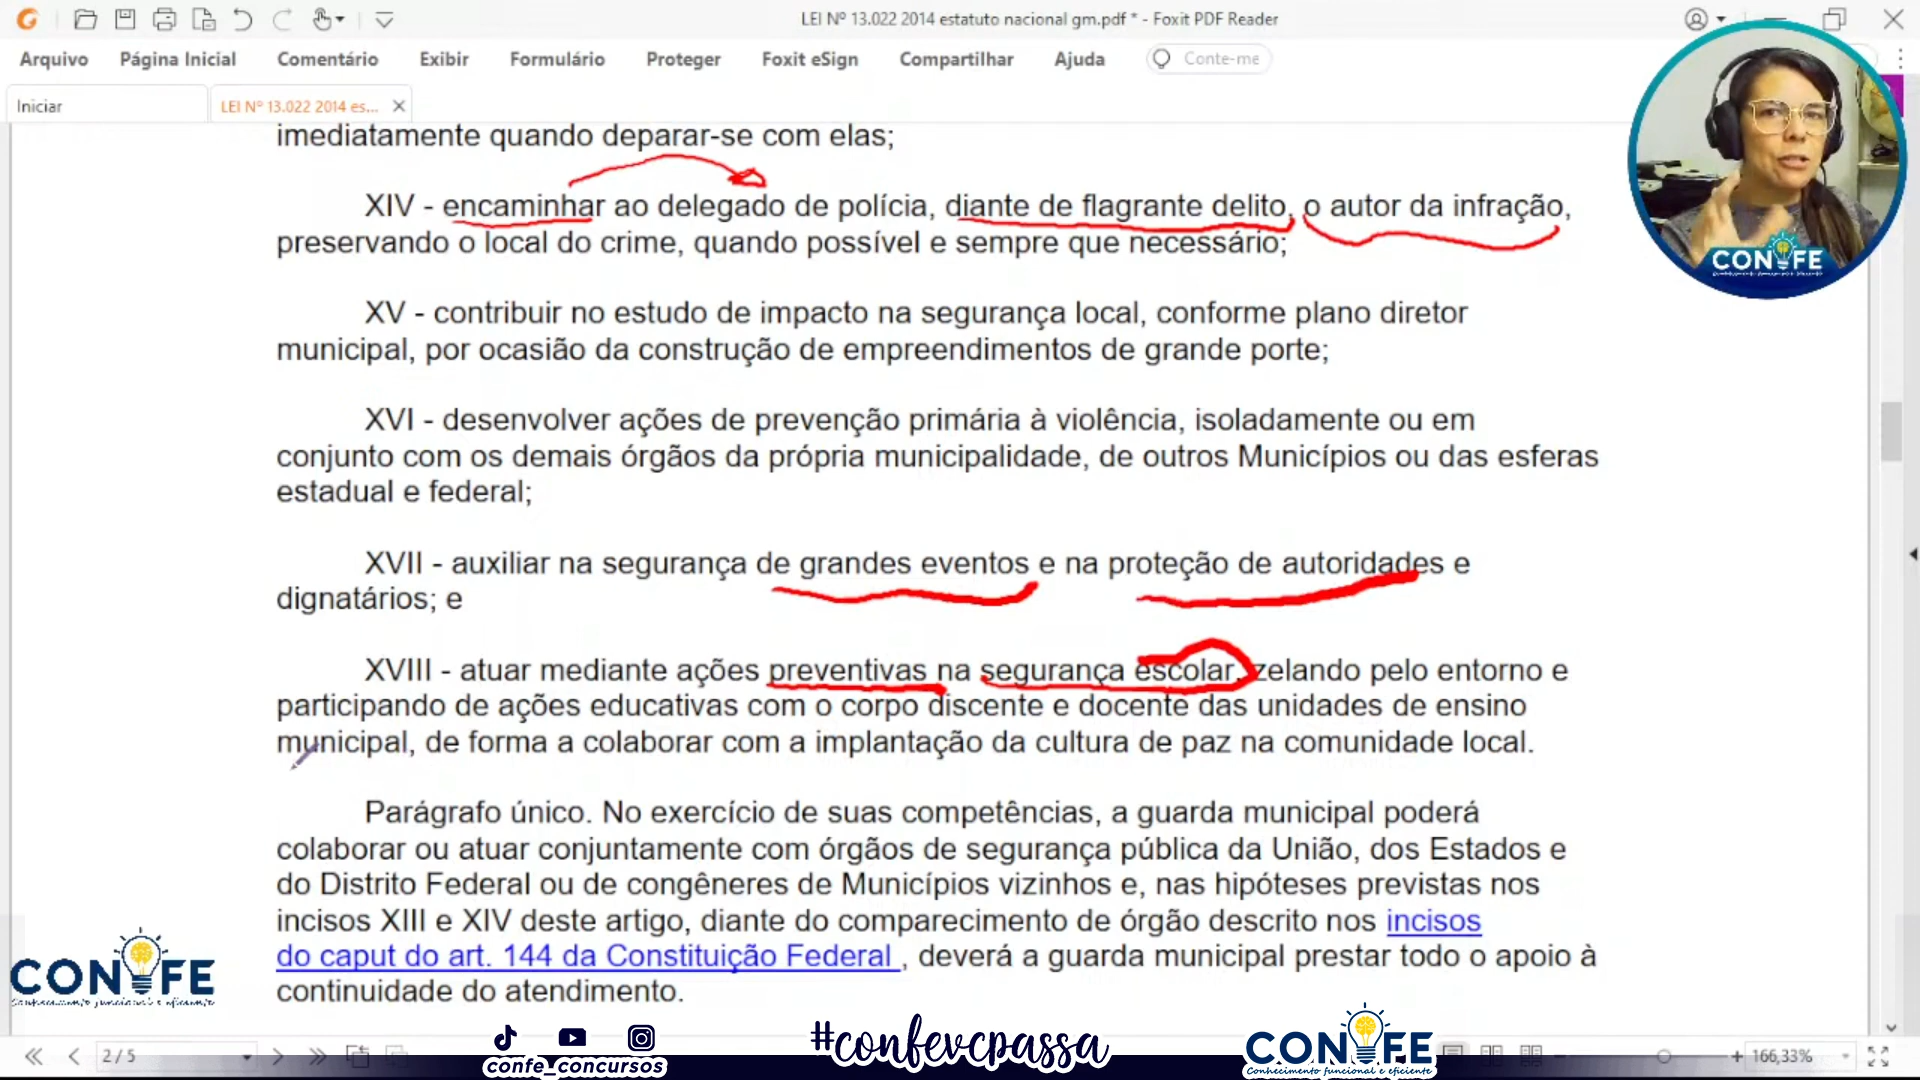 LEI Nº 13.022 2014 estatuto nacional gm.pdf * - Foxit PDF Reader
Arquivo Página Inicial Comentário Exibir Formulário Proteger Foxit eSign Compartilhar Ajuda Conte-me
Iniciar LEI Nº 13.022 2014 es...
imediatamente quando deparar-se com elas;
XIV - encaminhar ao delegado de polícia, diante de flagrante delito, o autor da infração,
preservando o local do crime, quando possível e sempre que necessário;
XV - contribuir no estudo de impacto na segurança local, conforme plano diretor
municipal, por ocasião da construção de empreendimentos de grande porte;
XVI - desenvolver ações de prevenção primária à violência, isoladamente ou em
conjunto com os demais órgãos da própria municipalidade, de outros Municípios ou das esferas
estadual e federal;
XVII - auxiliar na segurança de grandes eventos e na proteção de autoridades e
dignatários; e
XVIII - atuar mediante ações preventivas na segurança escolar, zelando pelo entorno e
participando de ações educativas com o corpo discente e docente das unidades de ensino
municipal, de forma a colaborar com a implantação da cultura de paz na comunidade local.
Parágrafo único. No exercício de suas competências, a guarda municipal poderá
colaborar ou atuar conjuntamente com órgãos de segurança pública da União, dos Estados e
do Distrito Federal ou de congêneres de Municípios vizinhos e, nas hipóteses previstas nos
incisos XIII e XIV deste artigo, diante do comparecimento de órgão descrito nos incisos
do caput do art. 144 da Constituição Federal , deverá a guarda municipal prestar todo o apoio à
continuidade do atendimento.
CONFE
CONFE
Conhecimento funcional e eficiente
2 / 5
confe_concursos
#confevcpassa
CONFE
Conhecimento funcional e eficiente
166,33%